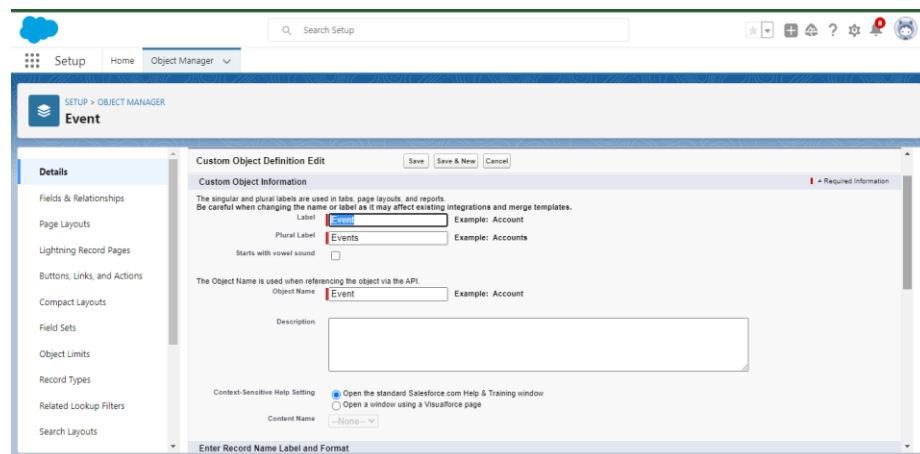 Search Setup
Setup Home Object Manager
SETUP > OBJECT MANAGER
Event
Details
Fields & Relationships
Page Layouts
Lightning Record Pages
Buttons, Links, and Actions
Compact Layouts
Field Sets
Object Limits
Record Types
Related Lookup Filters
Search Layouts
Custom Object Definition Edit Save Save & New Cancel
Custom Object Information = Required Information
The singular and plural labels are used in tabs, page layouts, and reports.
Be careful when changing the name or label as it may affect existing integrations and merge templates.
Label Event Example: Account
Plural Label Events Example: Accounts
Starts with vowel sound
The Object Name is used when referencing the object via the API.
Object Name Event Example: Account
Description
Context-Sensitive Help Setting Open the standard Salesforce.com Help & Training window
Open a window using a Visualforce page
Content Name --None--
Enter Record Name Label and Format